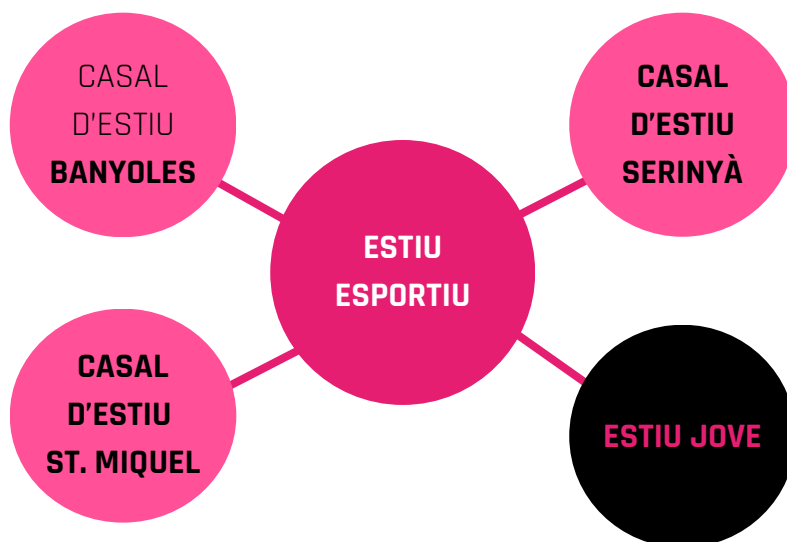 CASAL
D'ESTIU
BANYOLES
CASAL
D'ESTIU
SERINYÀ
ESTIU
ESPORTIU
CASAL
D'ESTIU
ST. MIQUEL
ESTIU JOVE